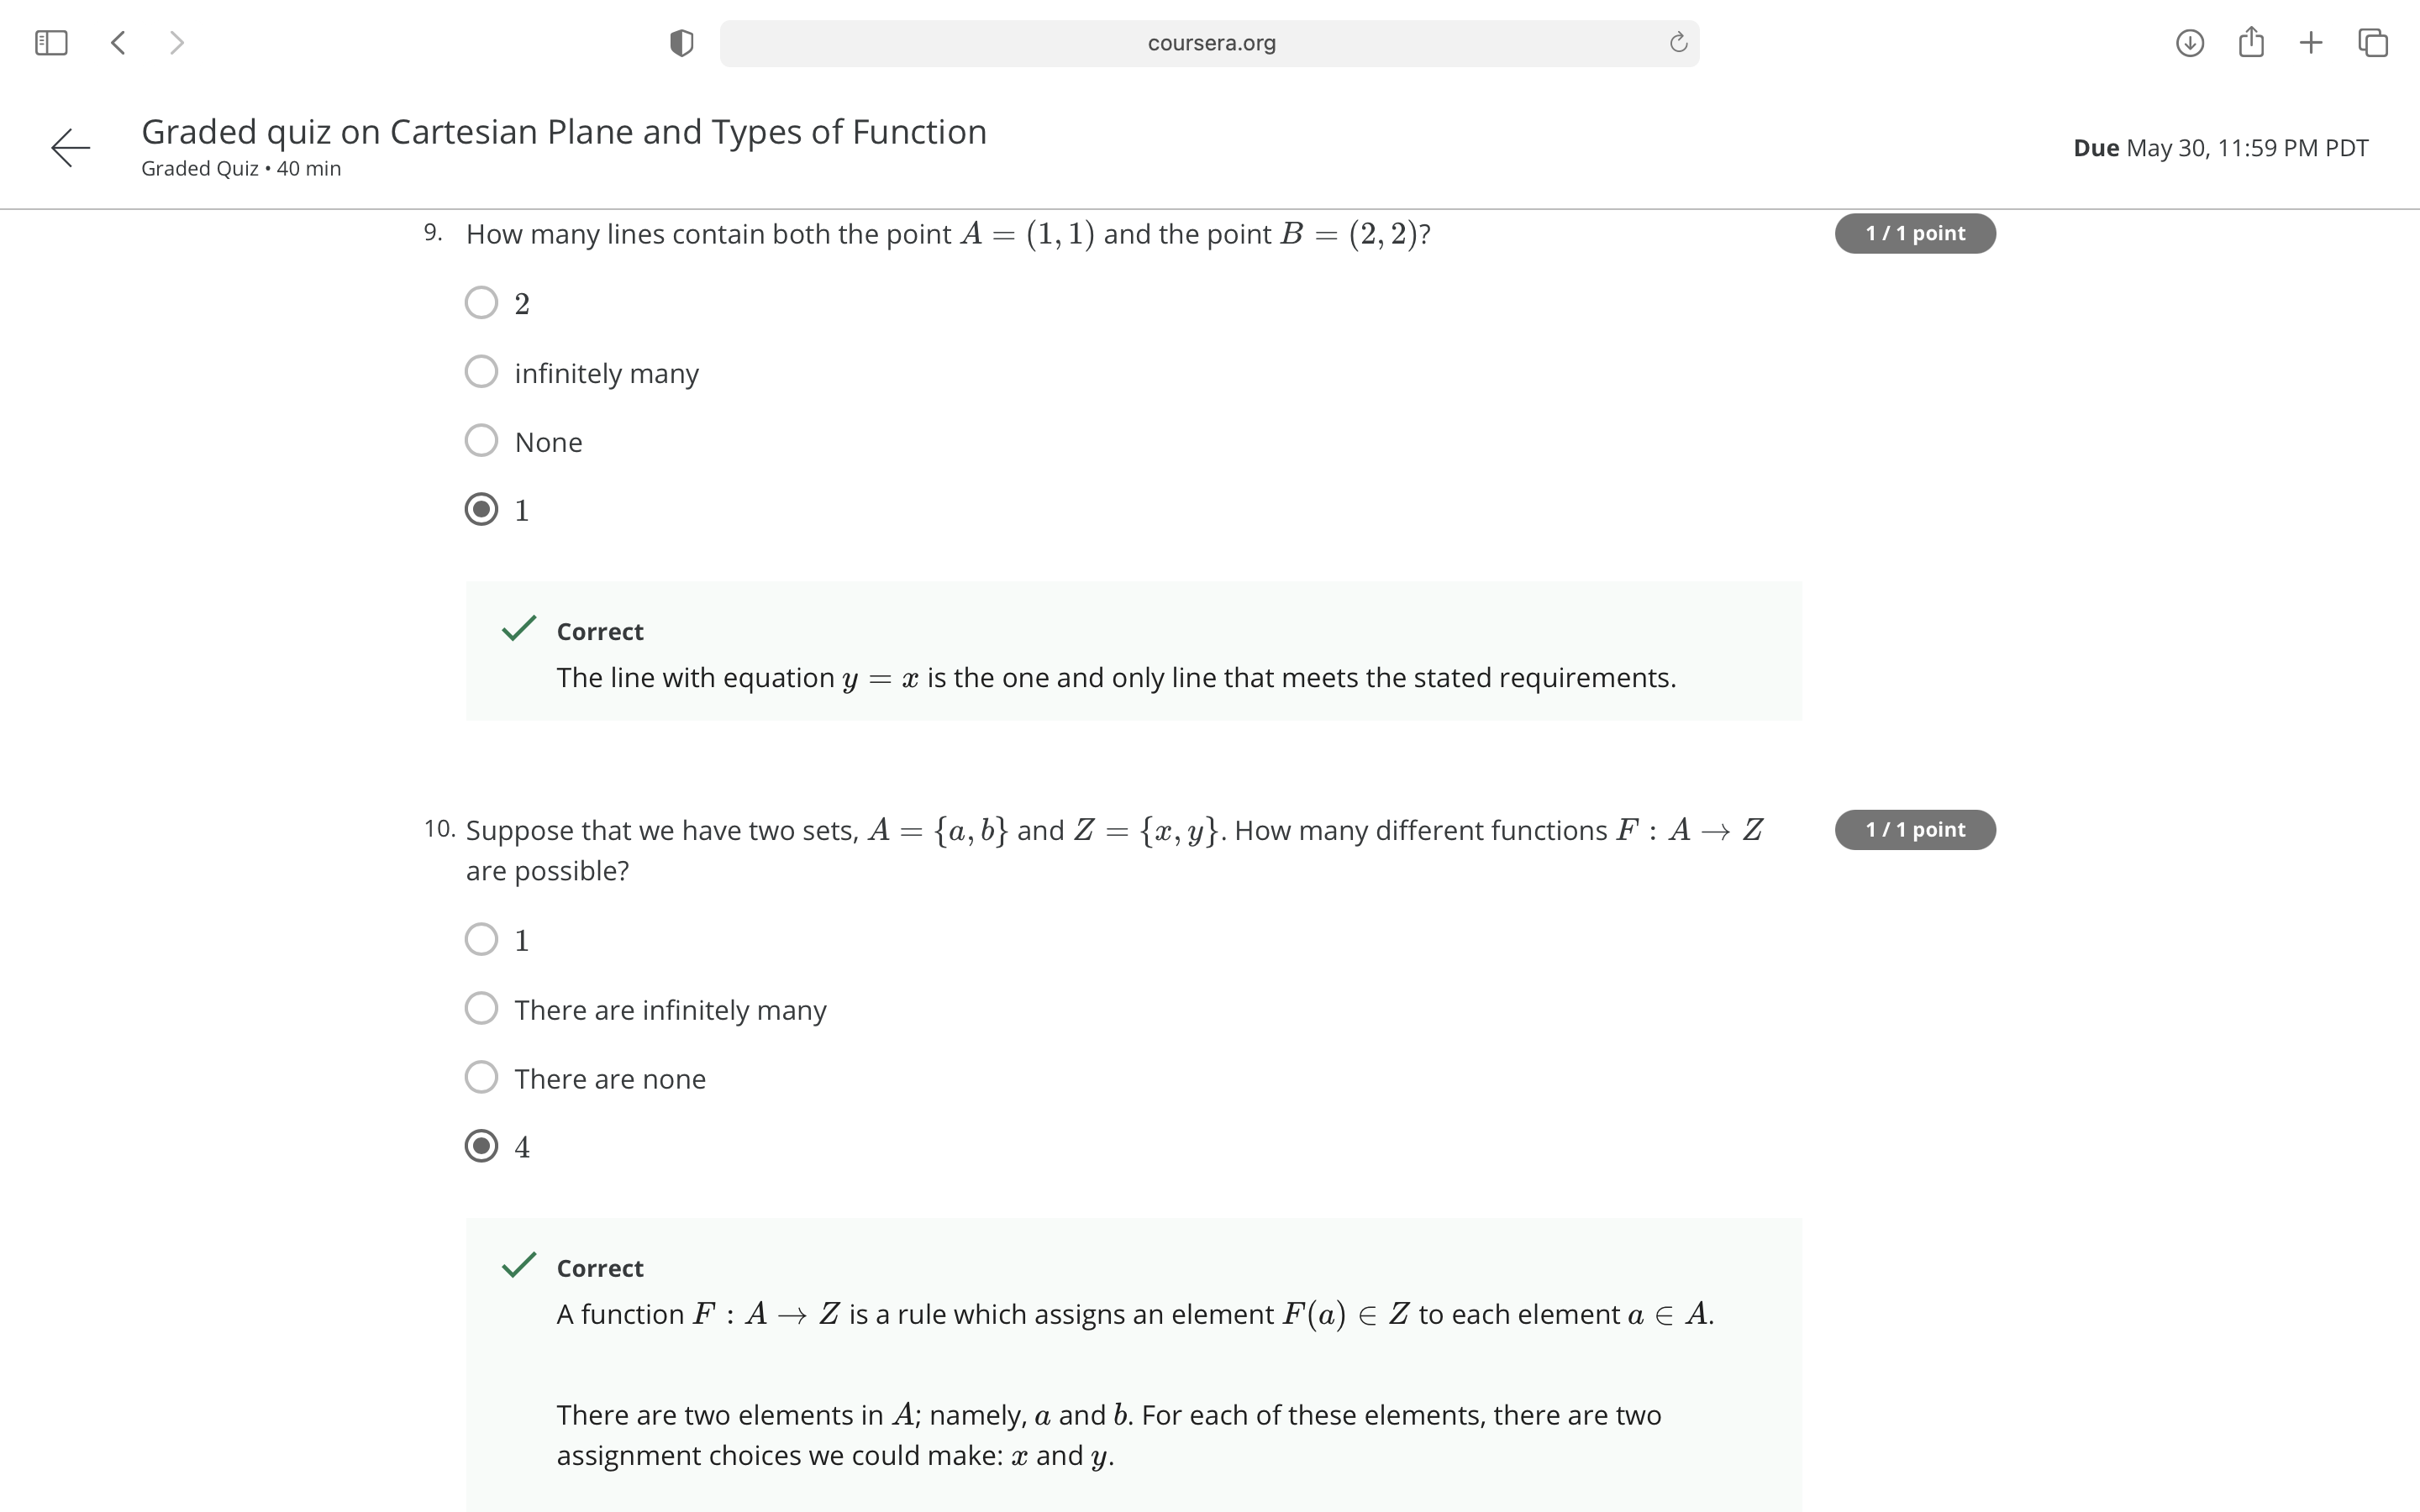 coursera.org
Graded quiz on Cartesian Plane and Types of Function
Graded Quiz • 40 min
Due May 30, 11:59 PM PDT
9. How many lines contain both the point A = (1, 1) and the point B = (2, 2)?
1 / 1 point
2
infinitely many
None
1
Correct
The line with equation y = x is the one and only line that meets the stated requirements.
10. Suppose that we have two sets, A = {a, b} and Z = {x, y}. How many different functions F : A → Z
are possible?
1 / 1 point
1
There are infinitely many
There are none
4
Correct
A function F : A → Z is a rule which assigns an element F(a) ∈ Z to each element a ∈ A.
There are two elements in A; namely, a and b. For each of these elements, there are two
assignment choices we could make: x and y.